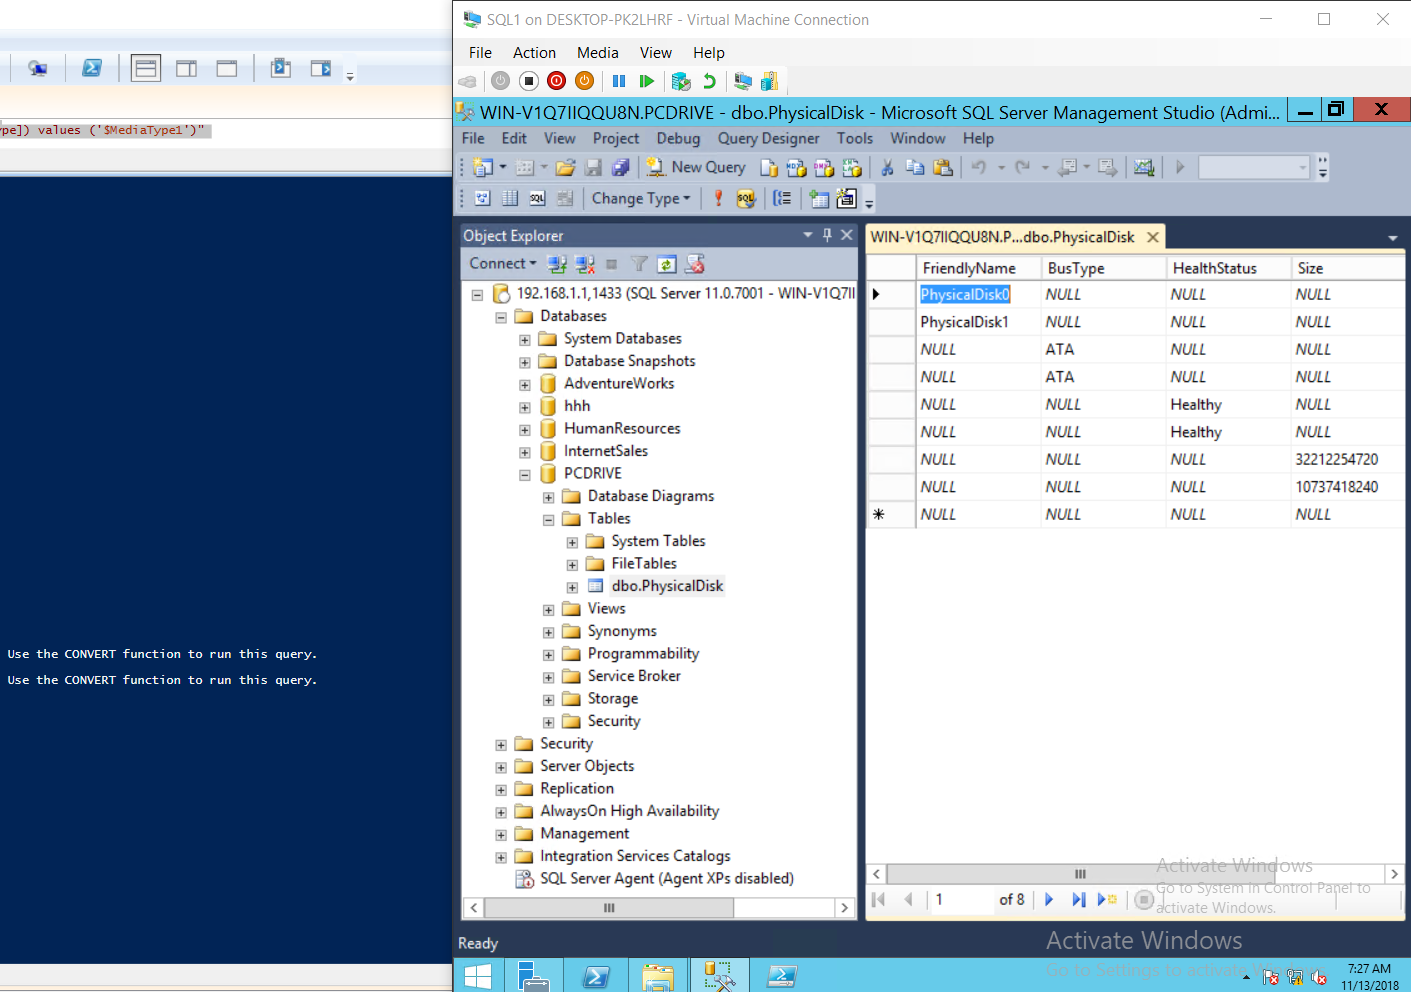 SQL1 on DESKTOP-PK2LHRF - Virtual Machine Connection
File Action Media View Help
pe]) values ('$MediaType1')"
WIN-V1Q7IIQQU8N.PCDRIVE - dbo.PhysicalDisk - Microsoft SQL Server Management Studio (Admi...
File Edit View Project Debug Query Designer Tools Window Help
New Query
Change Type
Object Explorer
Connect
192.168.1.1,1433 (SQL Server 11.0.7001 - WIN-V1Q7II
Databases
System Databases
Database Snapshots
AdventureWorks
hhh
HumanResources
InternetSales
PCDRIVE
Database Diagrams
Tables
System Tables
FileTables
dbo.PhysicalDisk
Views
Synonyms
Programmability
Service Broker
Storage
Security
Security
Server Objects
Replication
AlwaysOn High Availability
Management
Integration Services Catalogs
SQL Server Agent (Agent XPs disabled)
WIN-V1Q7IIQQU8N.P...dbo.PhysicalDisk
FriendlyName BusType HealthStatus Size
PhysicalDisk0 NULL NULL NULL
PhysicalDisk1 NULL NULL NULL
NULL ATA NULL NULL
NULL ATA NULL NULL
NULL NULL Healthy NULL
NULL NULL Healthy NULL
NULL NULL NULL 32212254720
NULL NULL NULL 10737418240
NULL NULL NULL NULL
1 of 8
Use the CONVERT function to run this query.
Use the CONVERT function to run this query.
Activate Windows
Go to System in Control Panel to
activate Windows.
Ready
Activate Windows
Go to Settings to activate Windows.
7:27 AM
11/13/2018